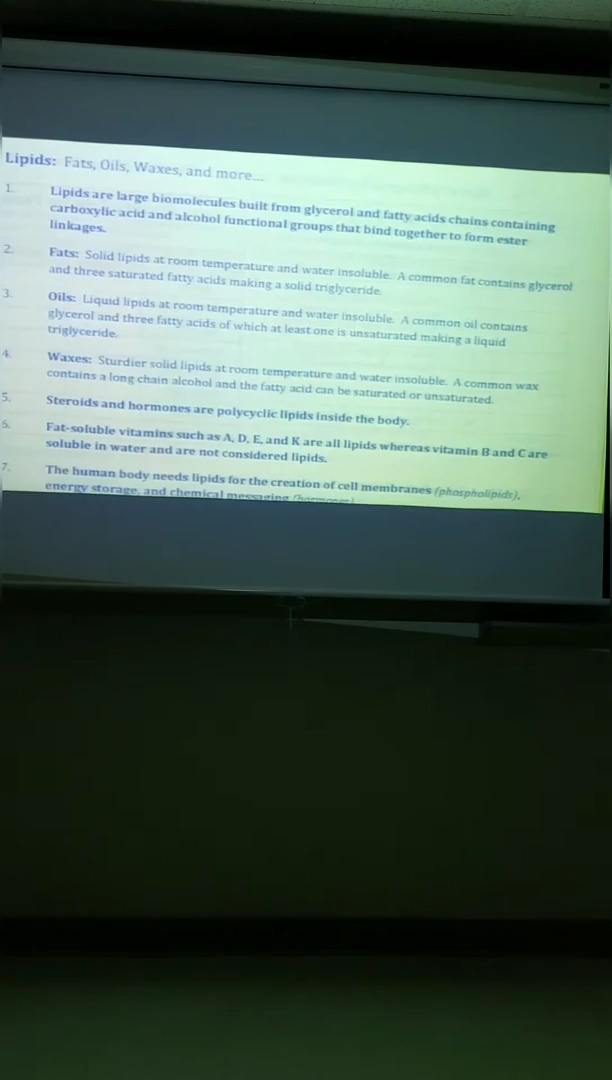 Lipids: Fats, Oils, Waxes, and more...
1. Lipids are large biomolecules built from glycerol and fatty acids chains containing
carboxylic acid and alcohol functional groups that bind together to form ester
linkages.
2. Fats: Solid lipids at room temperature and water insoluble. A common fat contains glycerol
and three saturated fatty acids making a solid triglyceride.
3. Oils: Liquid lipids at room temperature and water insoluble. A common oil contains
glycerol and three fatty acids of which at least one is unsaturated making a liquid
triglyceride.
4. Waxes: Sturdier solid lipids at room temperature and water insoluble. A common wax
contains a long chain alcohol and the fatty acid can be saturated or unsaturated.
5. Steroids and hormones are polycyclic lipids inside the body.
6. Fat-soluble vitamins such as A, D, E, and K are all lipids whereas vitamin B and C are
soluble in water and are not considered lipids.
7. The human body needs lipids for the creation of cell membranes (phospholipids),
energy storage, and chemical messaging (hormones)